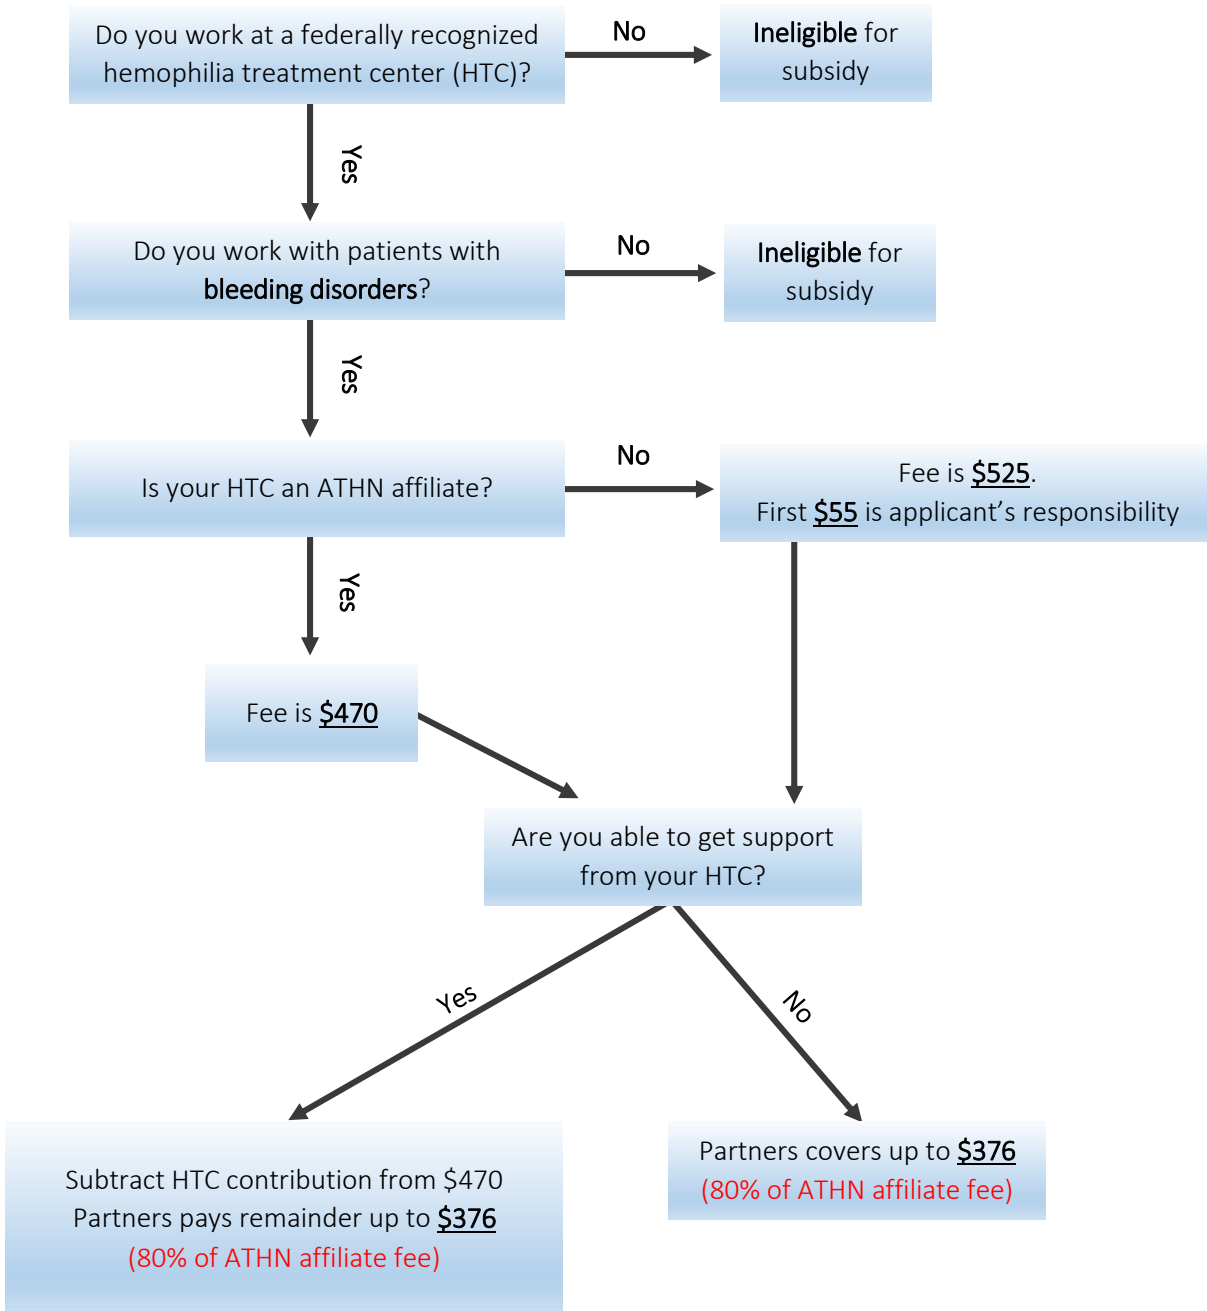 Do you work at a federally recognized
hemophilia treatment center (HTC)?
No
Ineligible for
subsidy
Yes
Do you work with patients with
bleeding disorders?
No
Ineligible for
subsidy
Yes
Is your HTC an ATHN affiliate?
No
Fee is $525.
First $55 is applicant’s responsibility
Yes
Fee is $470
Are you able to get support
from your HTC?
Yes
No
Subtract HTC contribution from $470
Partners pays remainder up to $376
(80% of ATHN affiliate fee)
Partners covers up to $376
(80% of ATHN affiliate fee)